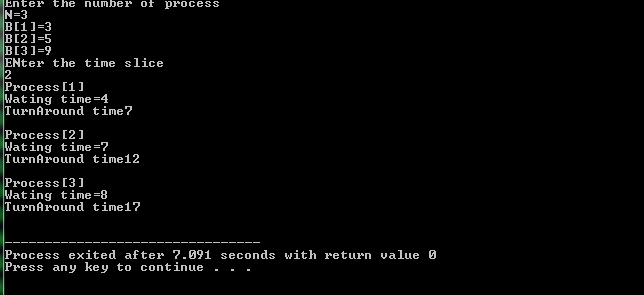 Enter the number of process
N=3
B[1]=3
B[2]=5
B[3]=9
ENter the time slice
2
Process[1]
Wating time=4
TurnAround time7
Process[2]
Wating time=7
TurnAround time12
Process[3]
Wating time=8
TurnAround time17
--------------------------------
Process exited after 7.091 seconds with return value 0
Press any key to continue . . .